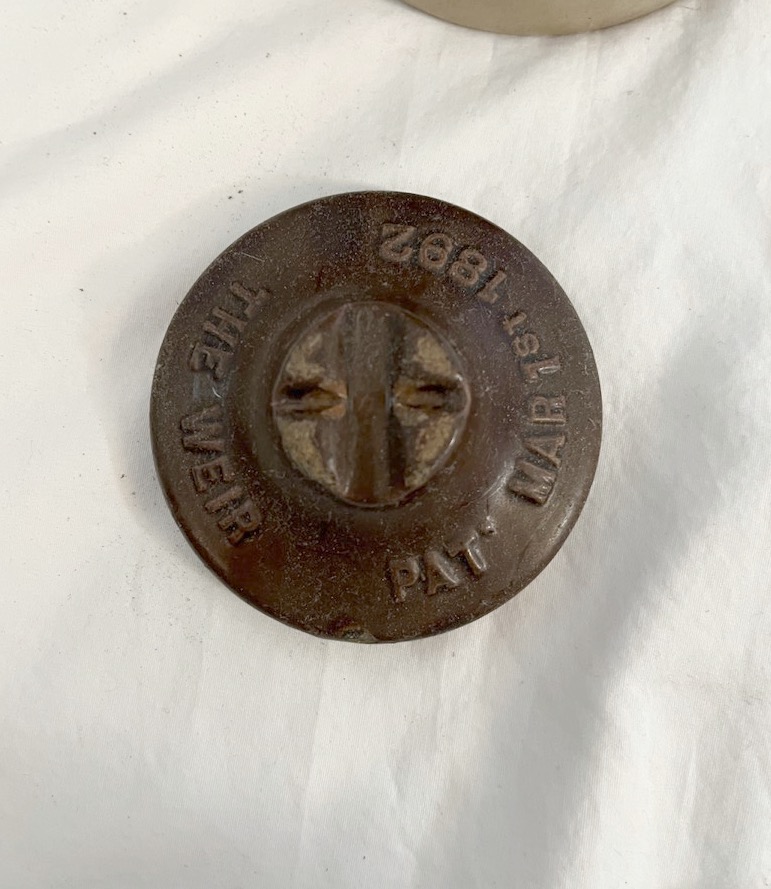 THE WEIR
PAT' MAR 1ST 1892